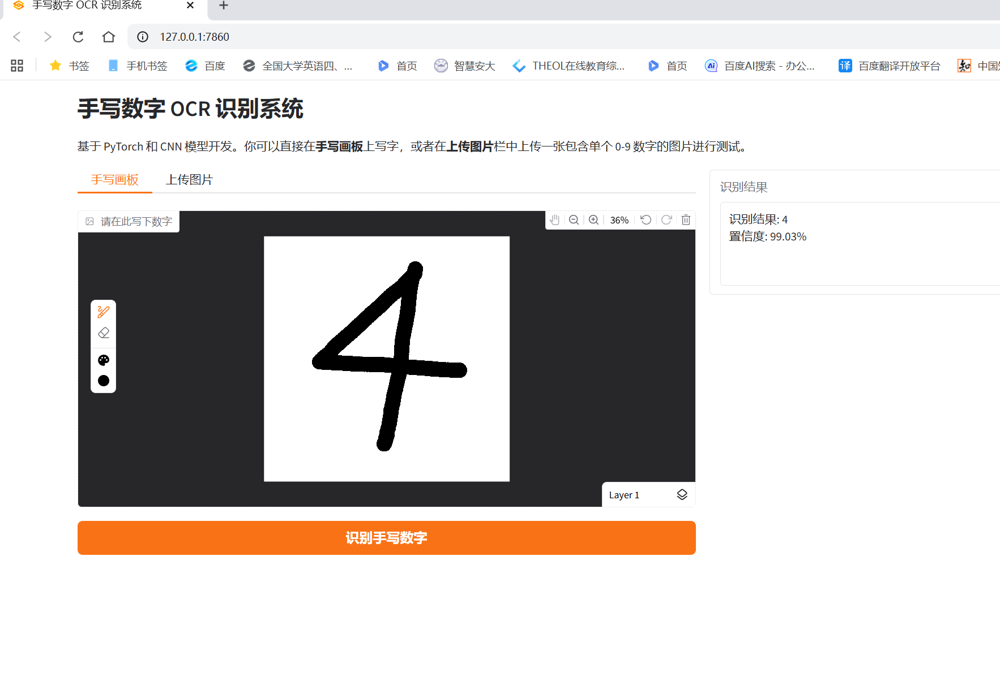 手写数字 OCR 识别系统
127.0.0.1:7860
书签 手机书签 百度 全国大学英语四、... 首页 智慧安大 THEOL在线教育综... 首页 百度AI搜索 - 办公... 百度翻译开放平台 中国
手写数字 OCR 识别系统
基于 PyTorch 和 CNN 模型开发。你可以直接在手写画板上写字，或者在上传图片栏中上传一张包含单个 0-9 数字的图片进行测试。
手写画板 上传图片
请在此写下数字
36%
4
Layer 1
识别手写数字
识别结果
识别结果: 4
置信度: 99.03%